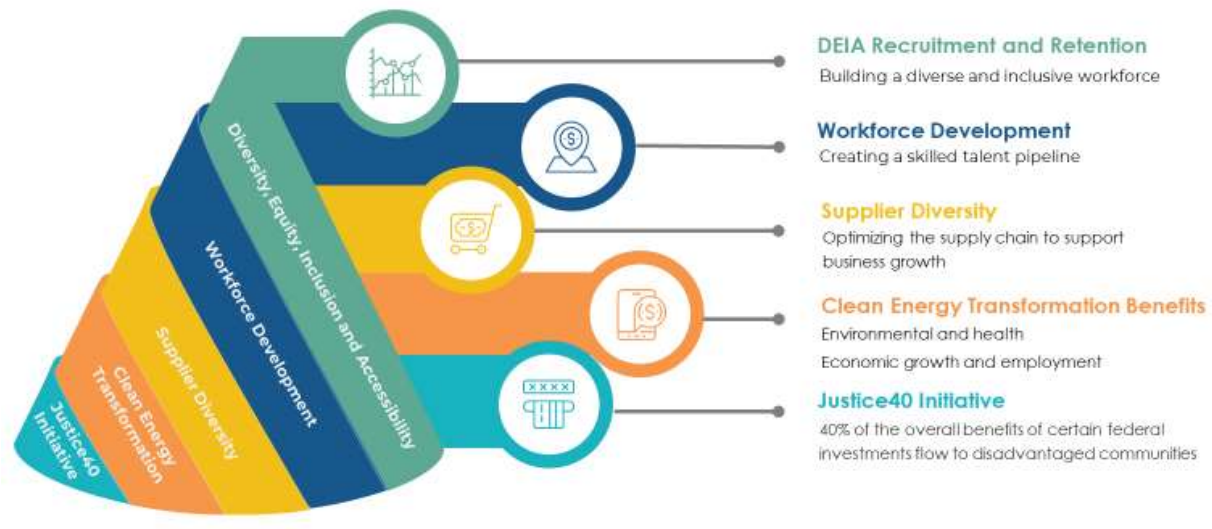 DEIA Recruitment and Retention
Building a diverse and inclusive workforce
Workforce Development
Creating a skilled talent pipeline
Supplier Diversity
Optimizing the supply chain to support
business growth
Clean Energy Transformation Benefits
Environmental and health
Economic growth and employment
Justice40 Initiative
40% of the overall benefits of certain federal
investments flow to disadvantaged communities
Diversity, Equity, Inclusion and Accessibility
Workforce Development
Supplier Diversity
Clean Energy
Transformation
Justice40
Initiative
$
$
$
XXXX